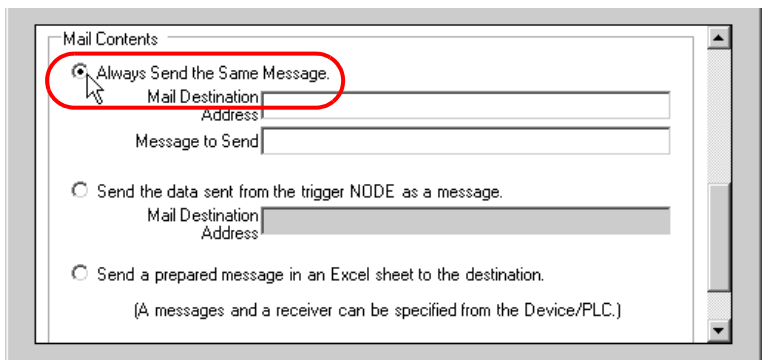 Mail Contents
Always Send the Same Message.
Mail Destination
Address
Message to Send
Send the data sent from the trigger NODE as a message.
Mail Destination
Address
Send a prepared message in an Excel sheet to the destination.
(A messages and a receiver can be specified from the Device/PLC.)